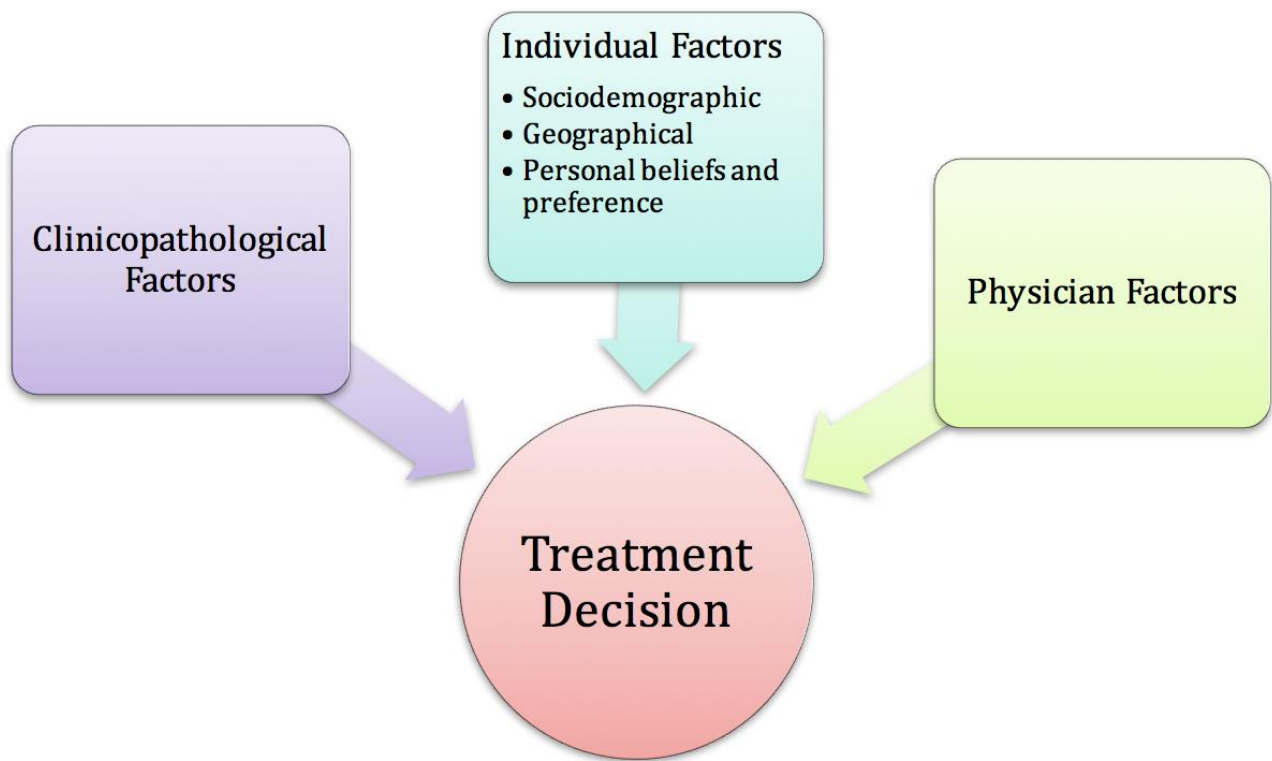 Individual Factors
• Sociodemographic
• Geographical
• Personal beliefs and
preference
Clinicopathological
Factors
Physician Factors
Treatment
Decision